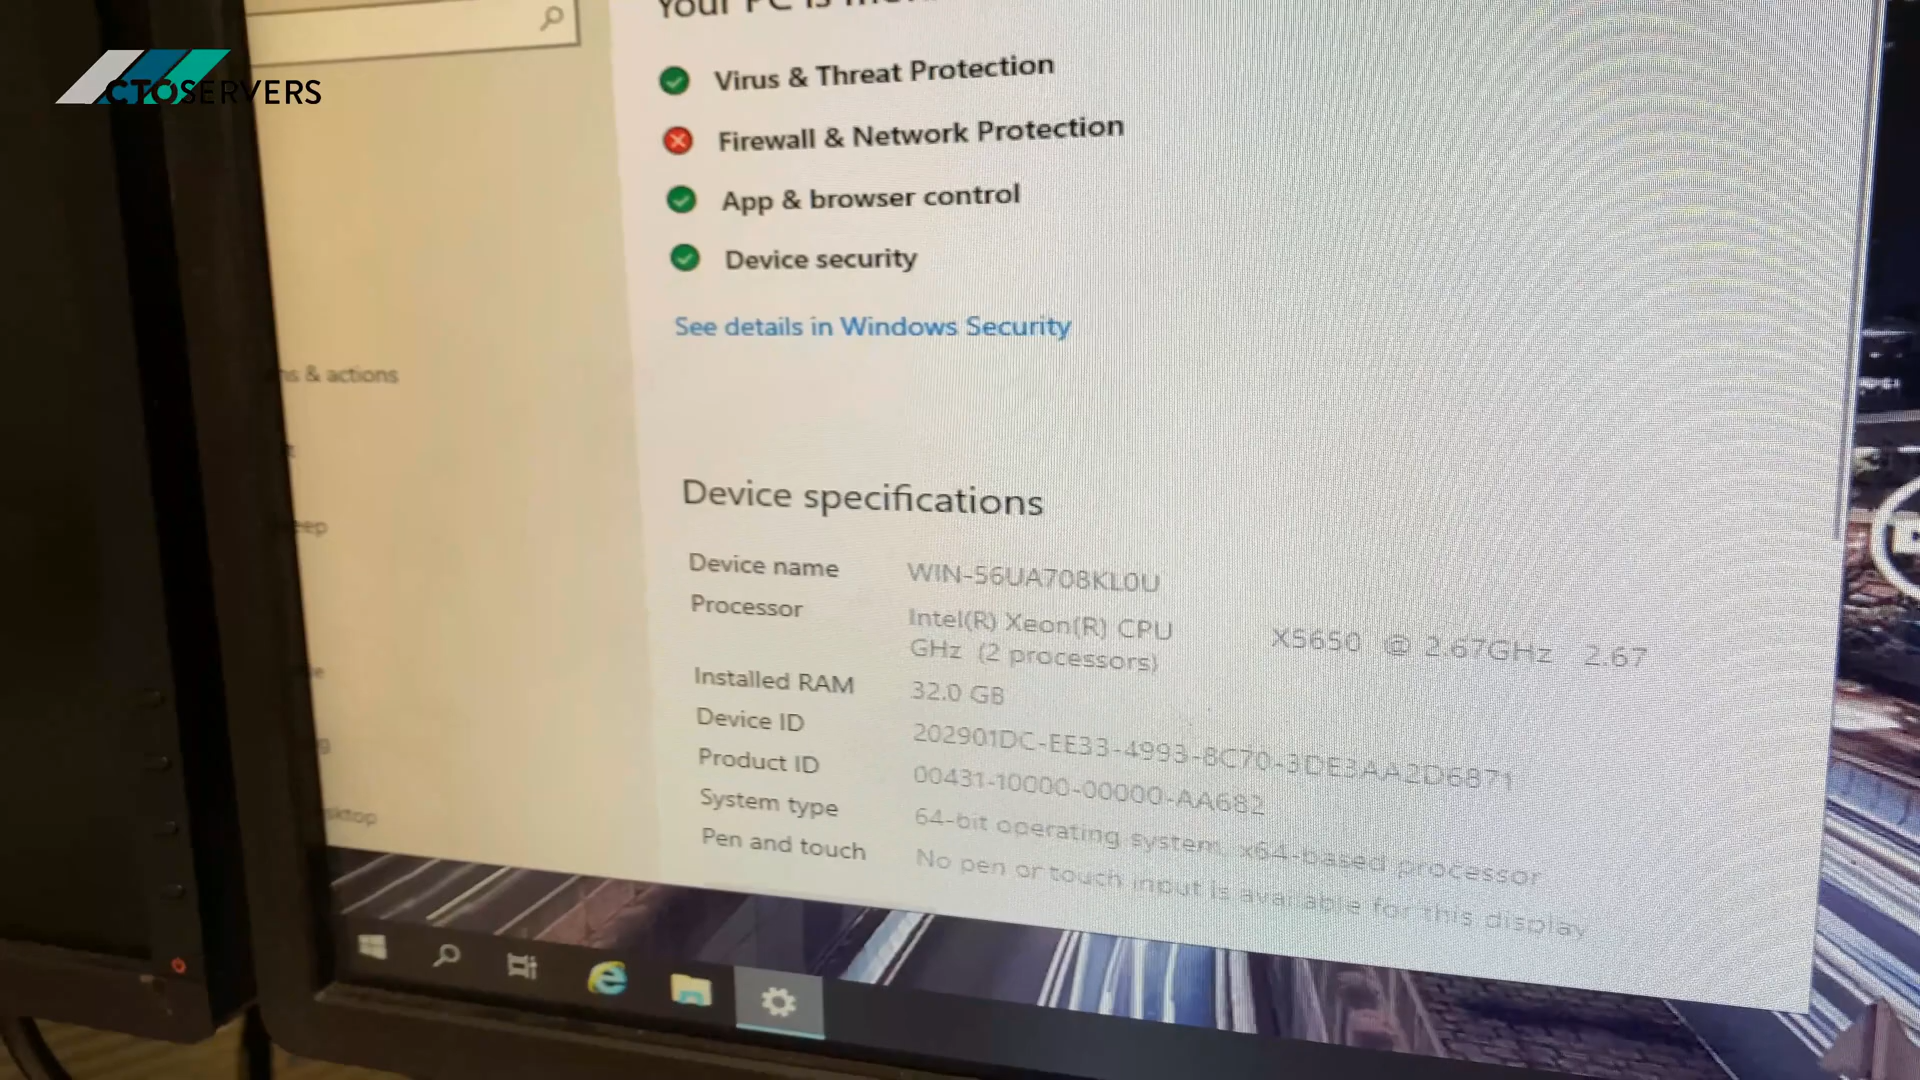 Your PC is
CTOSERVERS
Virus & Threat Protection
Firewall & Network Protection
App & browser control
Device security
See details in Windows Security
& actions
Device specifications
Device name WIN-56UA708KL0U
Processor Intel(R) Xeon(R) CPU X5650 @ 2.67GHz 2.67
GHz (2 processors)
Installed RAM 32.0 GB
Device ID 202901DC-EE33-4993-8C70-3DE3AA2D6871
Product ID 00431-10000-00000-AA682
System type 64-bit operating system, x64-based processor
Pen and touch No pen or touch input is available for this display